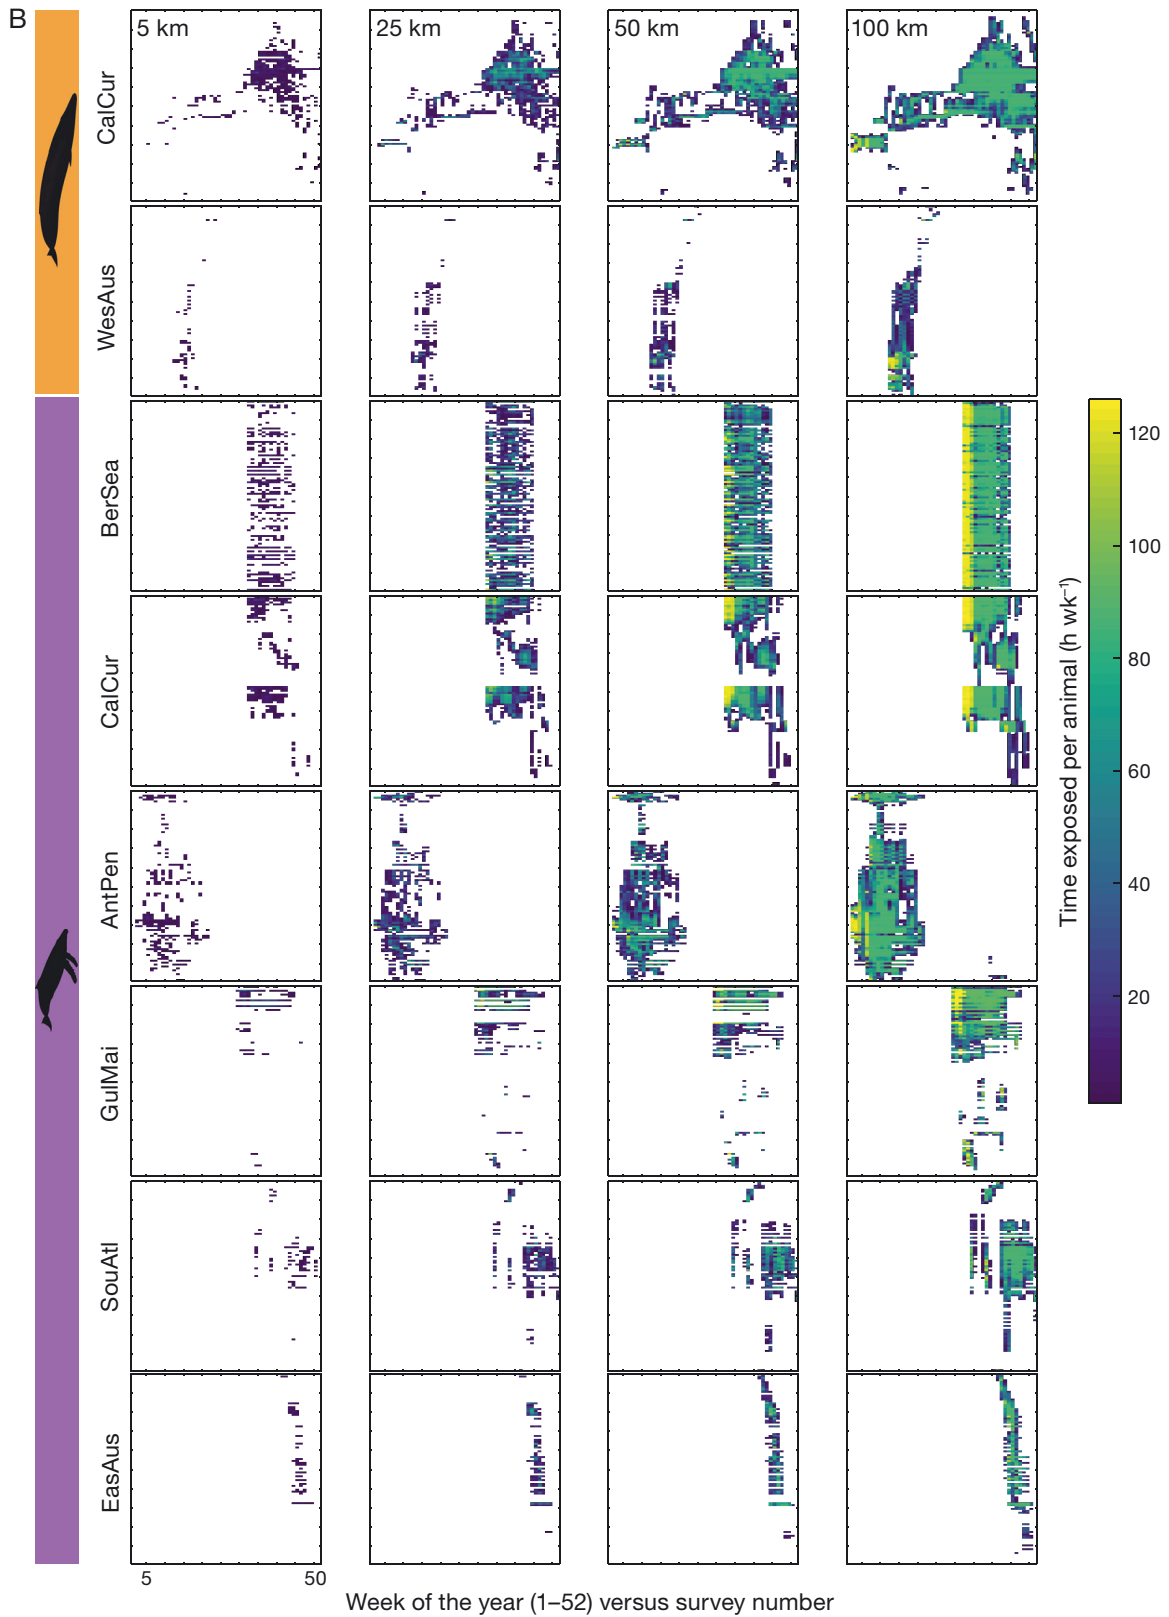 B
5 km
25 km
50 km
100 km
CalCur
WesAus
BerSea
CalCur
AntPen
GulMai
SouAtl
EasAus
120
100
80
60
40
20
Time exposed per animal (h wk⁻¹)
5
50
Week of the year (1–52) versus survey number